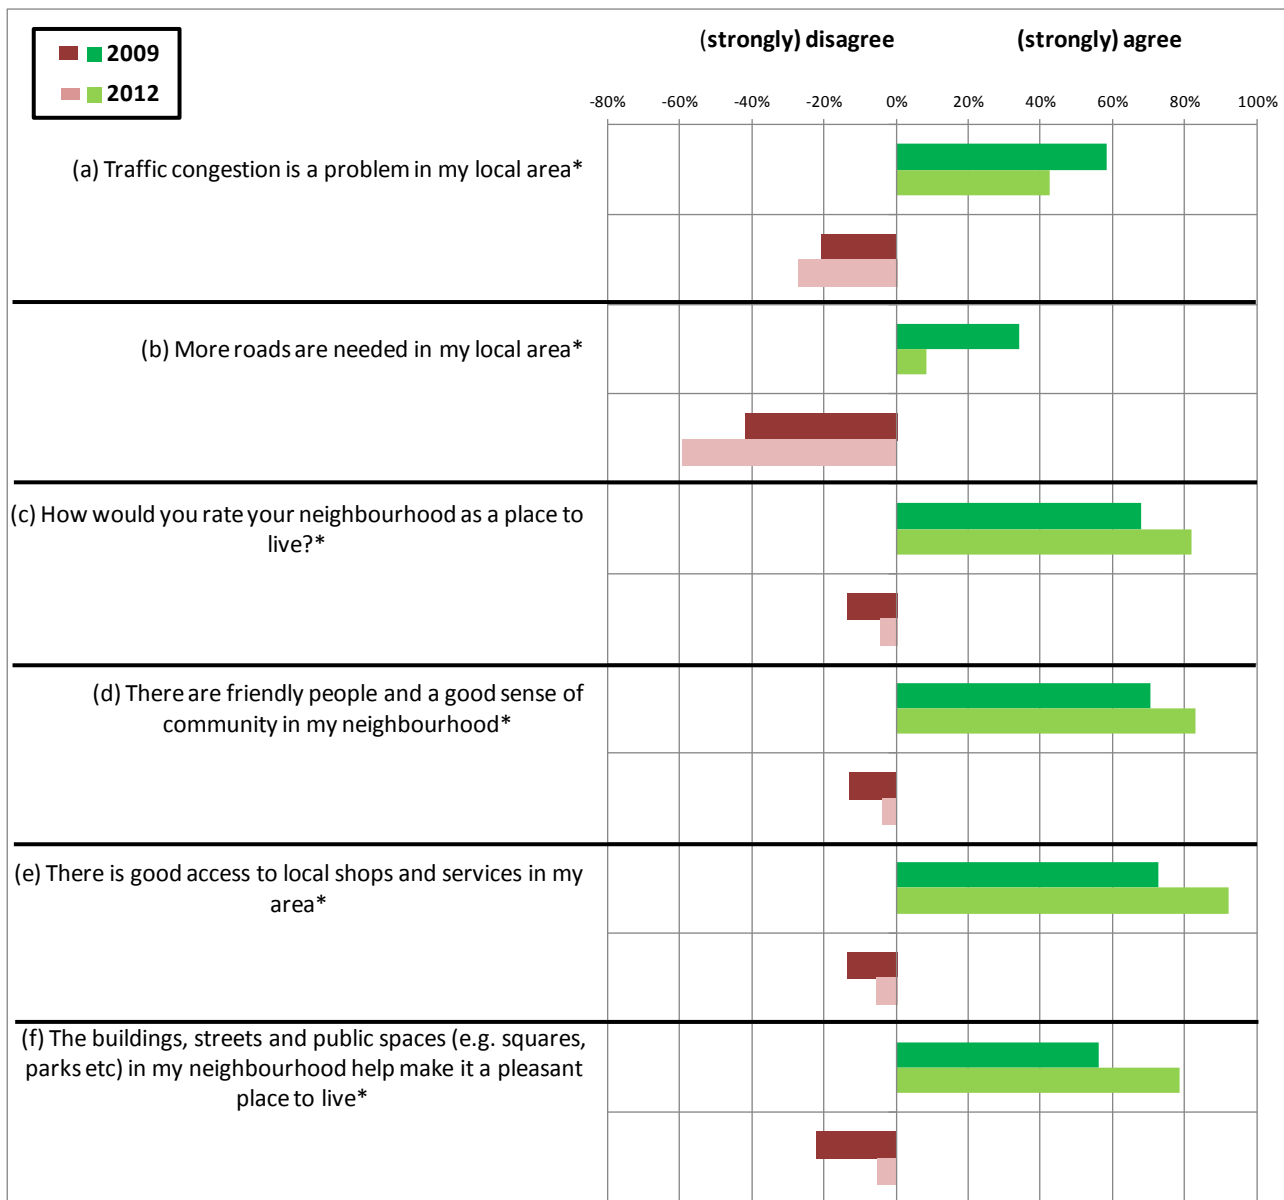 2009
2012
(strongly) disagree
(strongly) agree
-80%
-60%
-40%
-20%
0%
20%
40%
60%
80%
100%
(a) Traffic congestion is a problem in my local area*
(b) More roads are needed in my local area*
(c) How would you rate your neighbourhood as a place to
live?*
(d) There are friendly people and a good sense of
community in my neighbourhood*
(e) There is good access to local shops and services in my
area*
(f) The buildings, streets and public spaces (e.g. squares,
parks etc) in my neighbourhood help make it a pleasant
place to live*